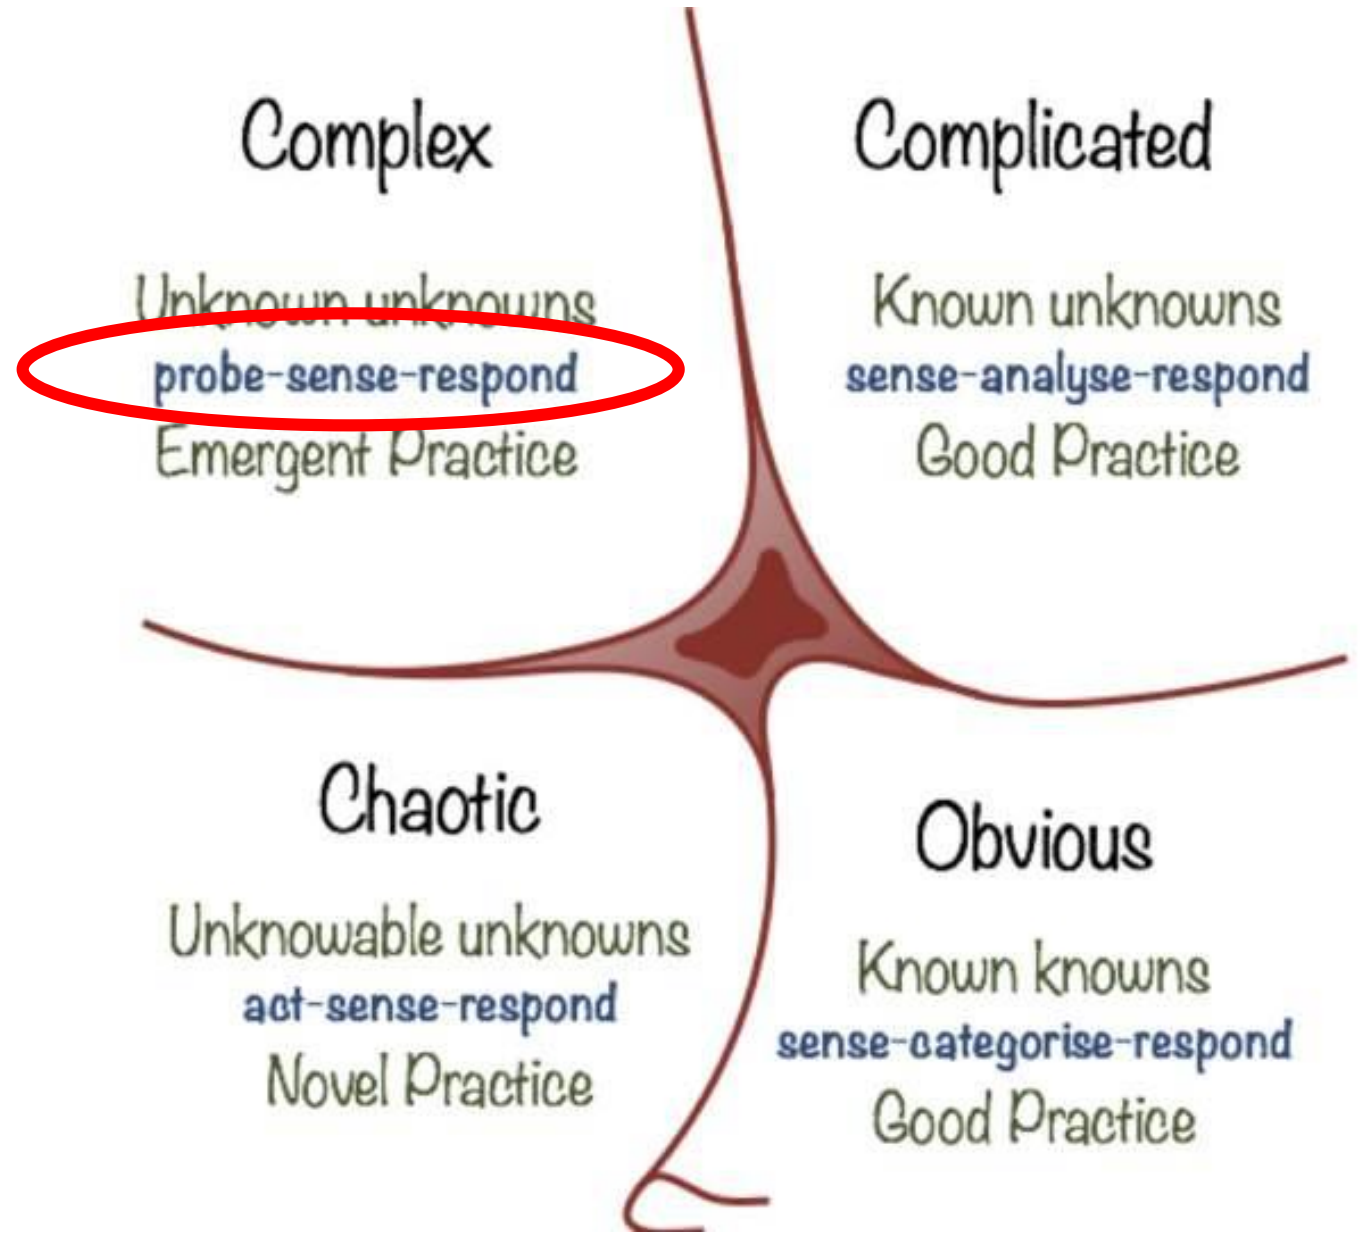 Complex
Unknown unknowns
probe-sense-respond
Emergent Practice
Complicated
Known unknowns
sense-analyse-respond
Good Practice
Chaotic
Unknowable unknowns
act-sense-respond
Novel Practice
Obvious
Known knowns
sense-categorise-respond
Good Practice